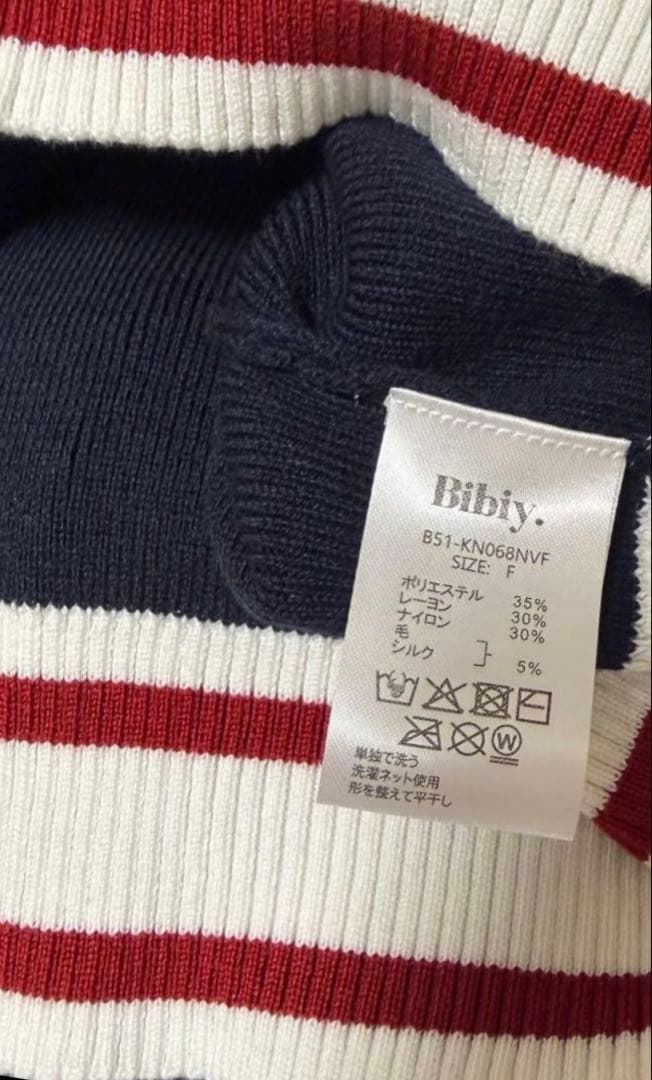 Bibiy.
B51-KN068NVF
SIZE: F
ポリエステル 35%
レーヨン 30%
ナイロン 30%
毛
シルク 5%
W
単独で洗う
洗濯ネット使用
形を整えて平干し